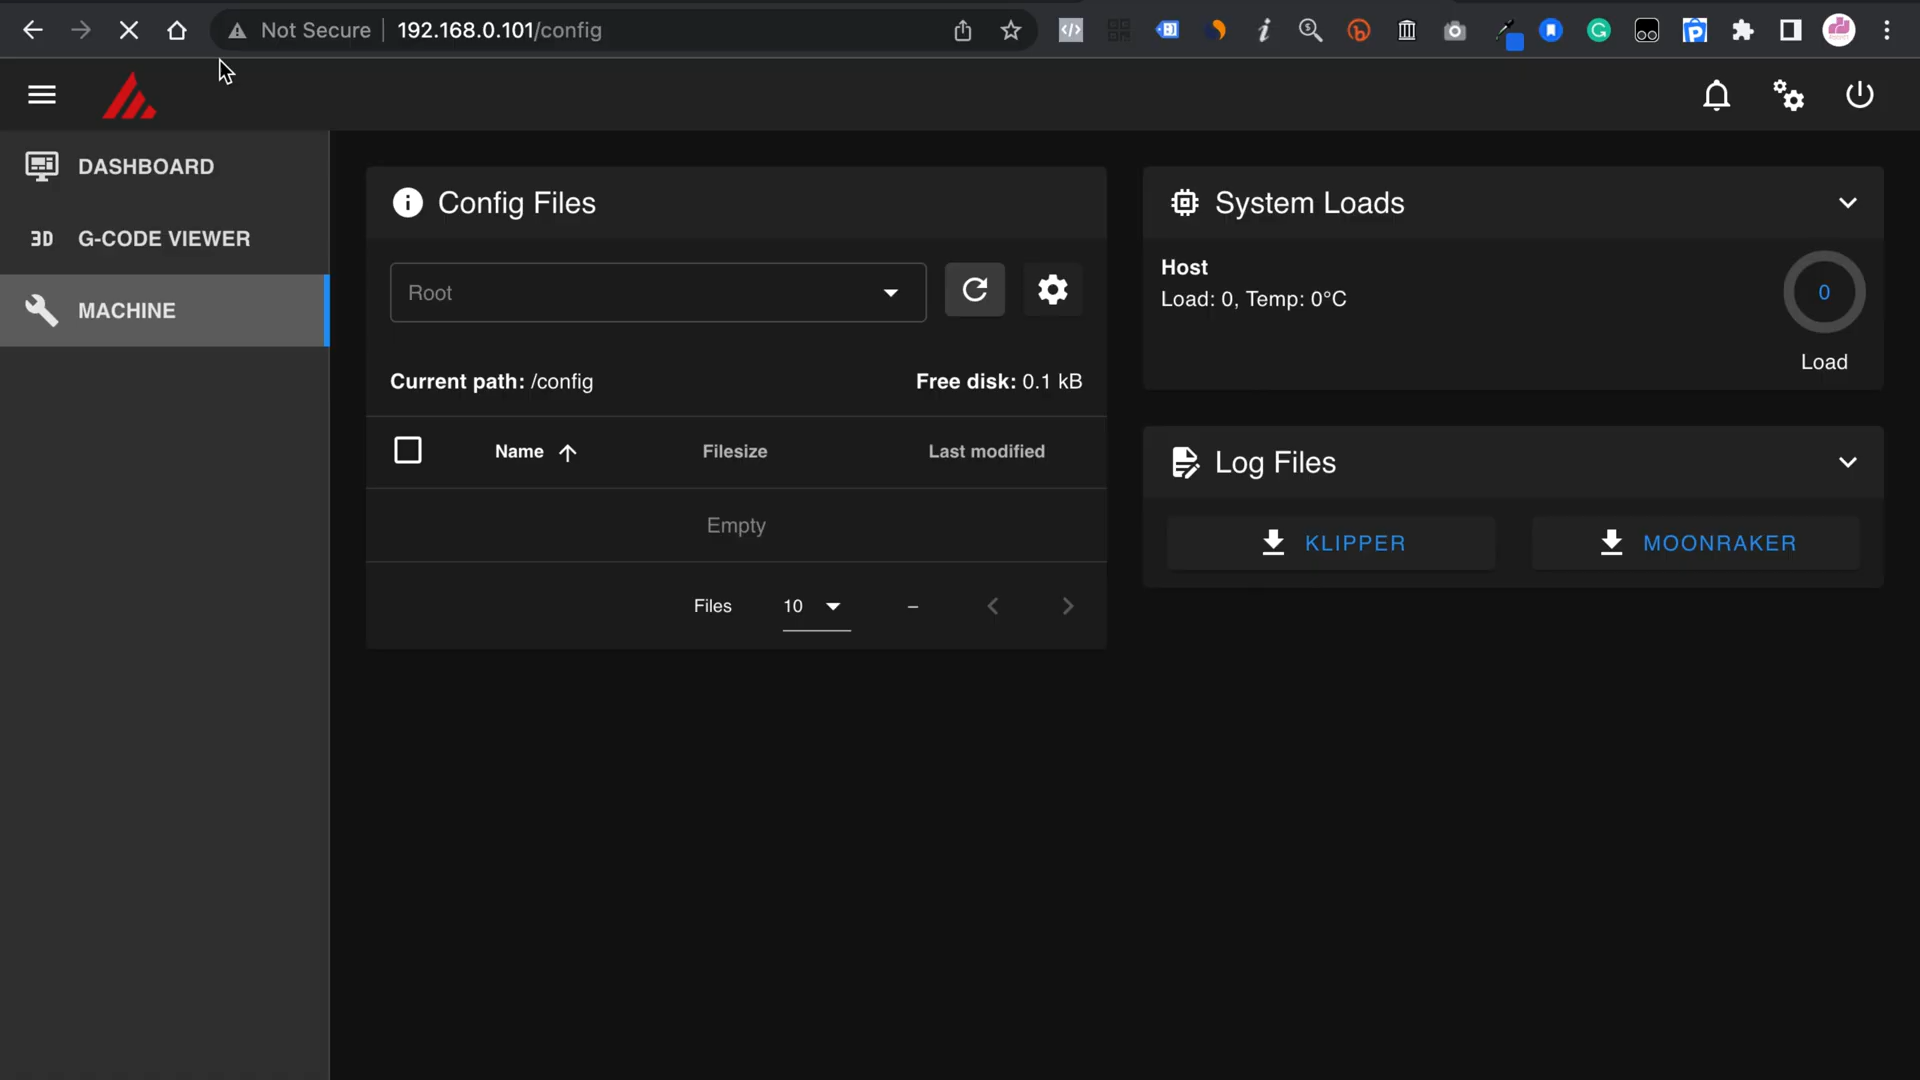 Not Secure
192.168.0.101/config
DASHBOARD
3D G-CODE VIEWER
MACHINE
Config Files
Root
Current path: /config
Free disk: 0.1 kB
Name
Filesize
Last modified
Empty
Files
10
–
System Loads
Host
Load: 0, Temp: 0°C
0
Load
Log Files
KLIPPER
MOONRAKER